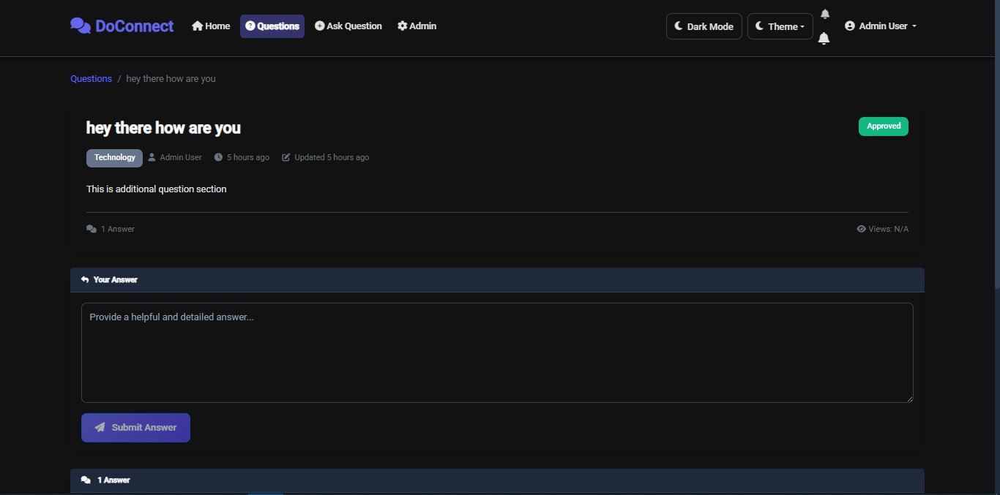 DoConnect Home Questions Ask Question Admin Dark Mode Theme Admin User
Questions / hey there how are you
hey there how are you Approved
Technology Admin User 5 hours ago Updated 5 hours ago
This is additional question section
1 Answer Views: N/A
Your Answer
Provide a helpful and detailed answer...
Submit Answer
1 Answer